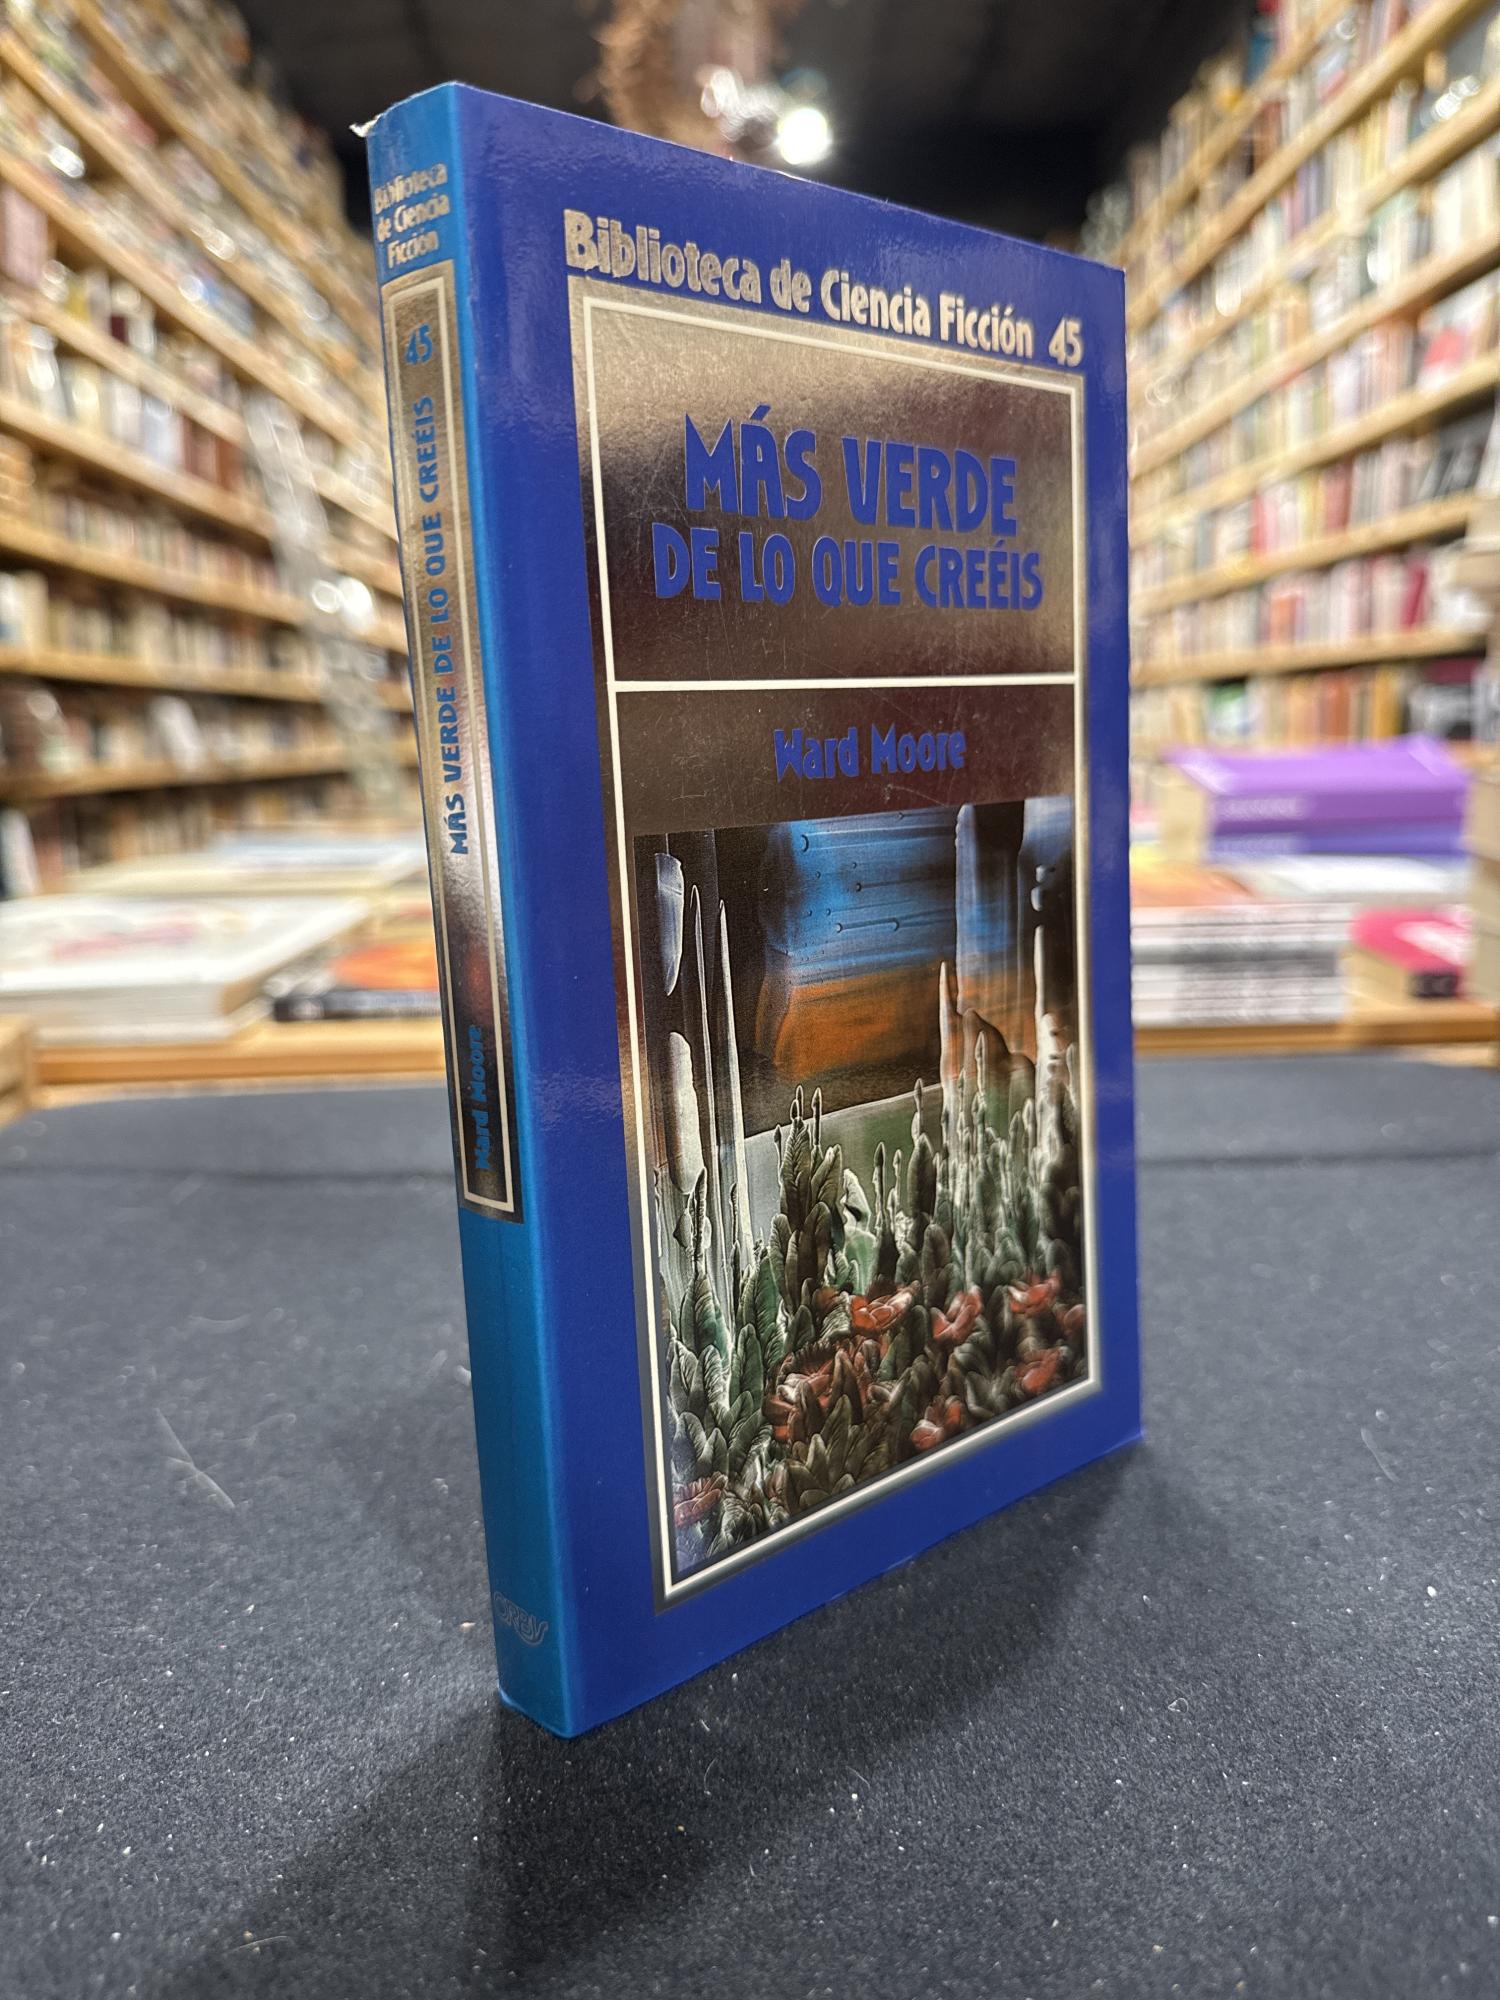 Biblioteca
de Ciencia
Ficción
45
MÁS VERDE DE LO QUE CREÉIS
Ward Moore
ORBIS
Biblioteca de Ciencia Ficción 45
MÁS VERDE
DE LO QUE CREÉIS
Ward Moore